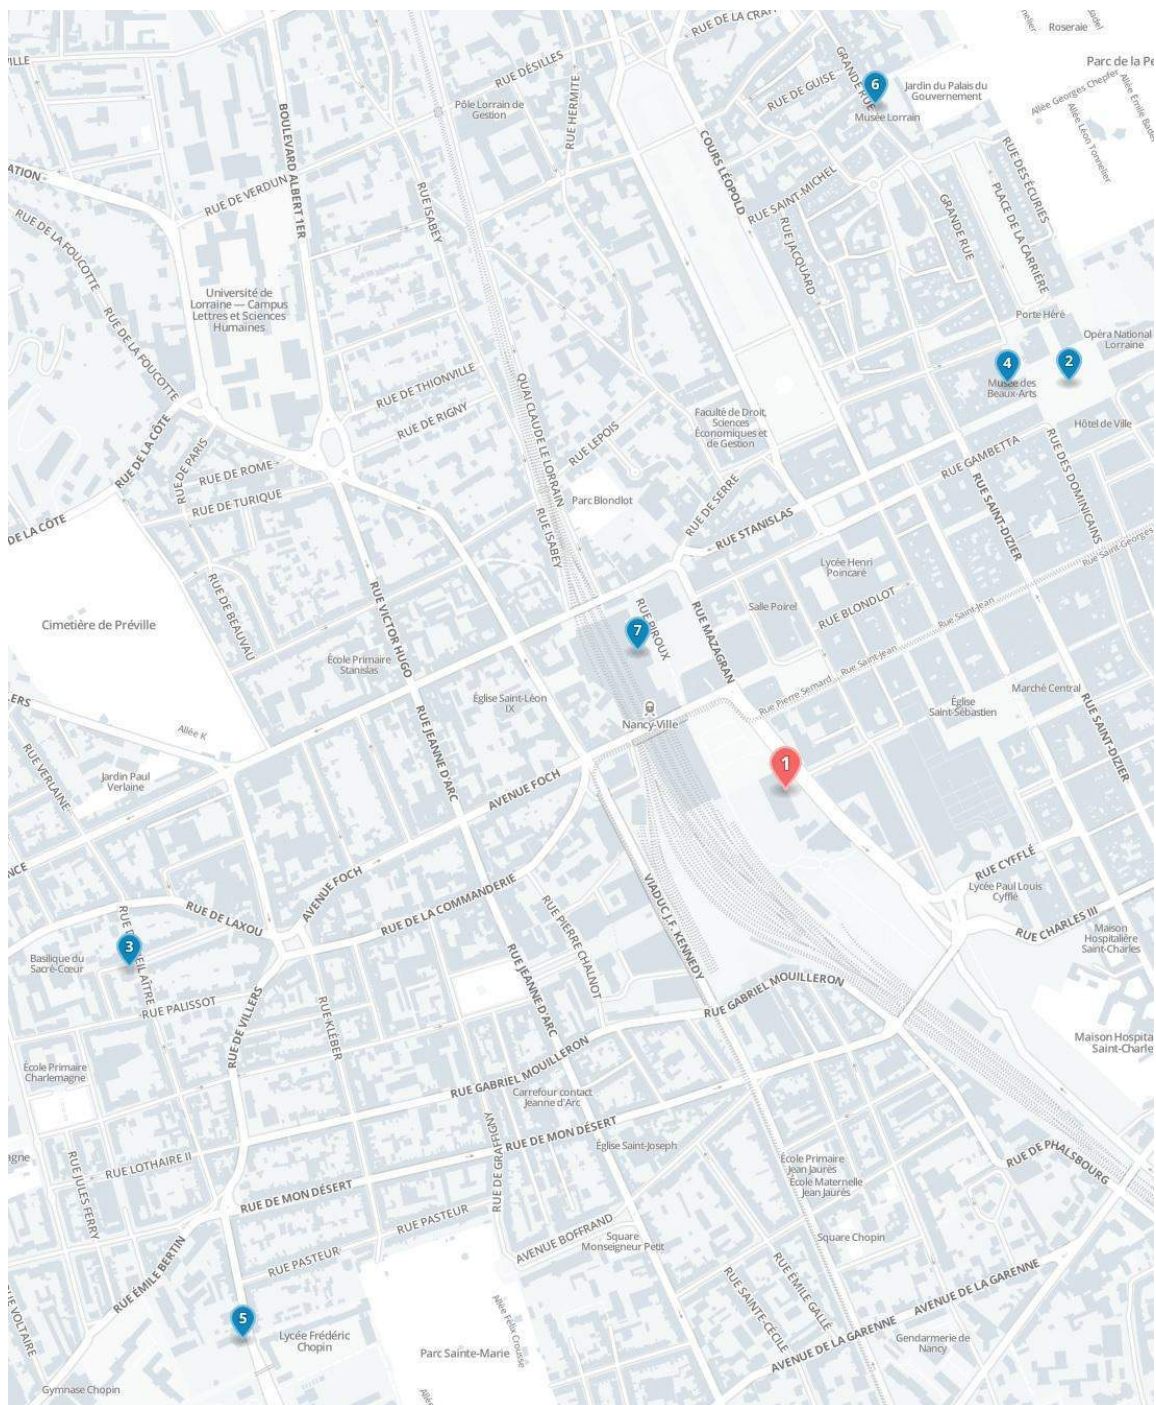 RUE DE LA CRAF
Roseraie
VILLE
RUE DÉSILLES
Parc de la Pe
GRANDE RUE
RUE DE GUISE
6
Jardin du Palais du
Gouvernement
Allée Georges Chepfer
Allée Émile Badel
Allée Léon Tonnelier
Musée Lorrain
Pôle Lorrain de
Gestion
RUE HERMITE
BOULEVARD ALBERT 1ER
COURS LÉOPOLD
RUE DES ÉCURIES
ATION
RUE DE VERDUN
RUE ISABEY
RUE SAINT-MICHEL
PLACE DE LA CARRIÈRE
GRANDE RUE
RUE DE LA FOUCOTTE
RUE JACQUARD
Université de
Lorraine — Campus
Lettres et Sciences
Humaines
Porte Héré
RUE DE LA FOUCOTTE
Opéra National
Lorraine
4
2
RUE DE THIONVILLE
Musée des
Beaux-Arts
QUAI CLAUDE LE LORRAIN
RUE DE RIGNY
Faculté de Droit,
Sciences
Économiques et
de Gestion
Hôtel de Ville
RUE DE LA CÔTE
RUE DE PARIS
RUE LEPOIS
RUE GAMBETTA
RUE DES DOMINICAINS
RUE DE ROME
RUE DE TURIQUE
Parc Blondlot
RUE DE SERRE
RUE SAINT-DIZIER
DE LA CÔTE
RUE ISABEY
RUE STANISLAS
Rue Saint-Georges
Lycée Henri
Poincaré
RUE DE BEAUVAU
RUE VICTOR HUGO
Salle Poirel
RUE BLONDLOT
Rue Saint-Jean
Cimetière de Préville
7
RUE PIROUX
RUE MAZAGRAN
Rue Saint-Jean
École Primaire
Stanislas
Église Saint-Léon
IX
Rue Pierre Semard
Marché Central
Église
Saint-Sébastien
LERS
Nancy-Ville
Allée K
RUE JEANNE D'ARC
RUE SAINT-DIZIER
RUE VERLAINE
Jardin Paul
Verlaine
AVENUE FOCH
1
NCE
RUE CYFFLÉ
AVENUE FOCH
RUE DE LA COMMANDERIE
VIADUC J.F. KENNEDY
Lycée Paul Louis
Cyfflé
RUE DE LAXOU
RUE PIERRE CHALNOT
RUE CHARLES III
Maison
Hospitalière
Saint-Charles
3
Basilique du
Sacré-Cœur
RUE JEANNE D'ARC
RUE GABRIEL MOUILLERON
RUE PALISSOT
RUE DE VILLERS
RUE KLÉBER
Maison Hospita
Saint-Charle
École Primaire
Charlemagne
RUE GABRIEL MOUILLERON
Carrefour contact
Jeanne d'Arc
RUE DE GRAFFIGNY
RUE DE MON DÉSERT
Église Saint-Joseph
RUE DE PHALSBOURG
agne
RUE LOTHAIRE II
École Primaire
Jean Jaurès
École Maternelle
Jean Jaurès
RUE JULES FERRY
RUE DE MON DÉSERT
RUE PASTEUR
AVENUE BOFFRAND
Square
Monseigneur Petit
Square Chopin
RUE PASTEUR
RUE ÉMILE BERTIN
RUE ÉMILE GALLÉ
AVENUE DE LA GARENNE
RUE SAINTE-CÉCILE
5
RUE VOLTAIRE
Lycée Frédéric
Chopin
Allée Félix Crousse
Parc Sainte-Marie
AVENUE DE LA GARENNE
Gendarmerie de
Nancy
Gymnase Chopin
Allée